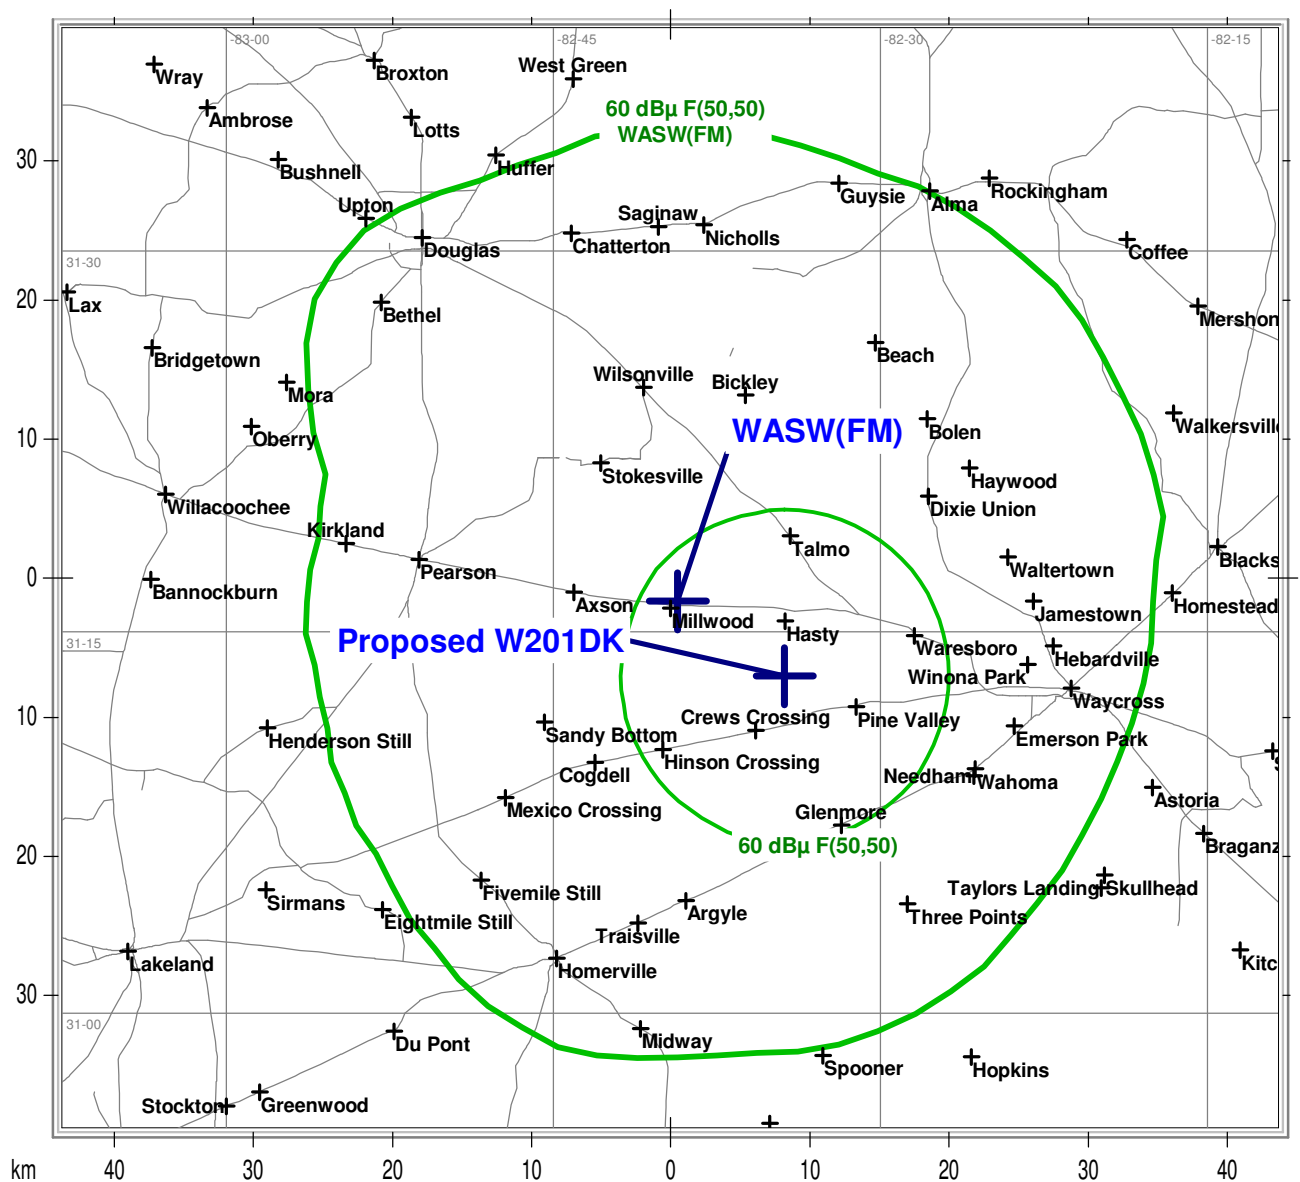 -83-00
-82-45
-82-30
-82-15
Wray
Broxton
West Green
60 dBµ F(50,50)
WASW(FM)
Ambrose
Lotts
Bushnell
Huffer
30
Upton
Guysie
Alma
Rockingham
Saginaw
Nicholls
Douglas
Chatterton
Coffee
31-30
20
Lax
Bethel
Mershon
Bridgetown
Beach
Wilsonville
Bickley
Mora
WASW(FM)
Walkersvill
10
Oberry
Bolen
Stokesville
Haywood
Willacoochee
Dixie Union
Kirkland
Talmo
Blacks
Pearson
Waltertown
0
Bannockburn
Axson
Millwood
Jamestown
Homestead
Proposed W201DK
Hasty
Waresboro
Hebardville
31-15
Winona Park
Waycross
10
Crews Crossing
Pine Valley
Henderson Still
Sandy Bottom
Emerson Park
Hinson Crossing
Cogdell
Needham
Wahoma
Mexico Crossing
Glenmore
Astoria
60 dBµ F(50,50)
Braganz
20
Sirmans
Fivemile Still
Taylors Landing
Skullhead
Eightmile Still
Argyle
Three Points
Traisville
Lakeland
Homerville
Kitc
30
31-00
Du Pont
Midway
Spooner
Hopkins
Stockton
Greenwood
km
40
30
20
10
0
10
20
30
40